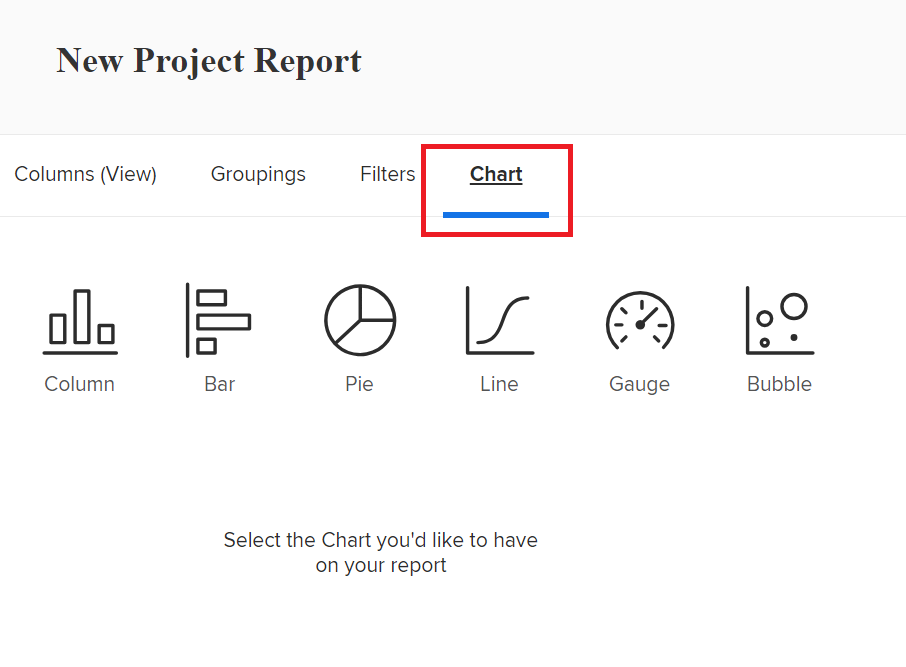 New Project Report
Columns (View) Groupings Filters Chart
Column Bar Pie Line Gauge Bubble
Select the Chart you'd like to have
on your report